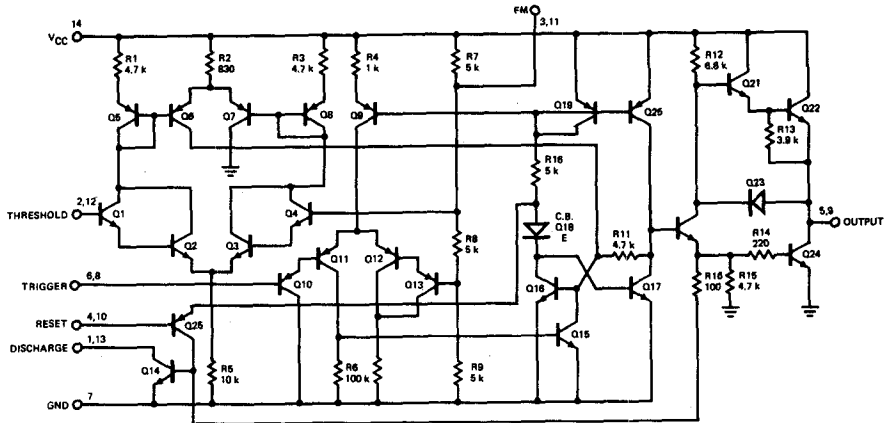 FM
3,11
14
VCC
R1
4.7 k
R2
830
R3
4.7 k
R4
1 k
R7
5 k
R12
6.8 k
Q21
Q5
Q6
Q7
Q8
Q9
Q19
Q25
Q22
R13
3.9 k
R16
5 k
2,12
THRESHOLD
Q1
Q2
Q3
Q4
C.B.
Q18
E
Q23
5,9
OUTPUT
R8
5 k
R11
4.7 k
R14
220
Q24
Q11
Q12
6,8
TRIGGER
Q10
Q13
Q16
Q17
R16
100
R15
4.7 k
4,10
RESET
Q25
Q15
1,13
DISCHARGE
Q14
R5
10 k
R6
100 k
R9
5 k
7
GND